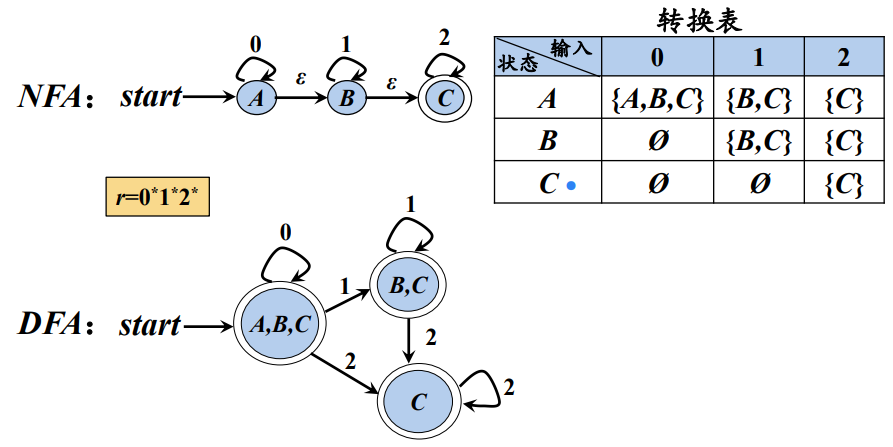 转换表
NFA： start
0
1
2
A
ε
B
ε
C
状态 输入 0 1 2
A {A,B,C} {B,C} {C}
B Ø {B,C} {C}
C Ø Ø {C}
r=0*1*2*
DFA： start
0
A,B,C
1
1
B,C
2
2
C
2